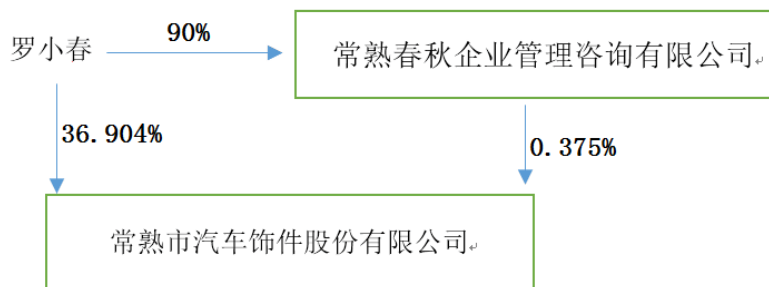 90%
罗小春
常熟春秋企业管理咨询有限公司
36.904%
0.375%
常熟市汽车饰件股份有限公司